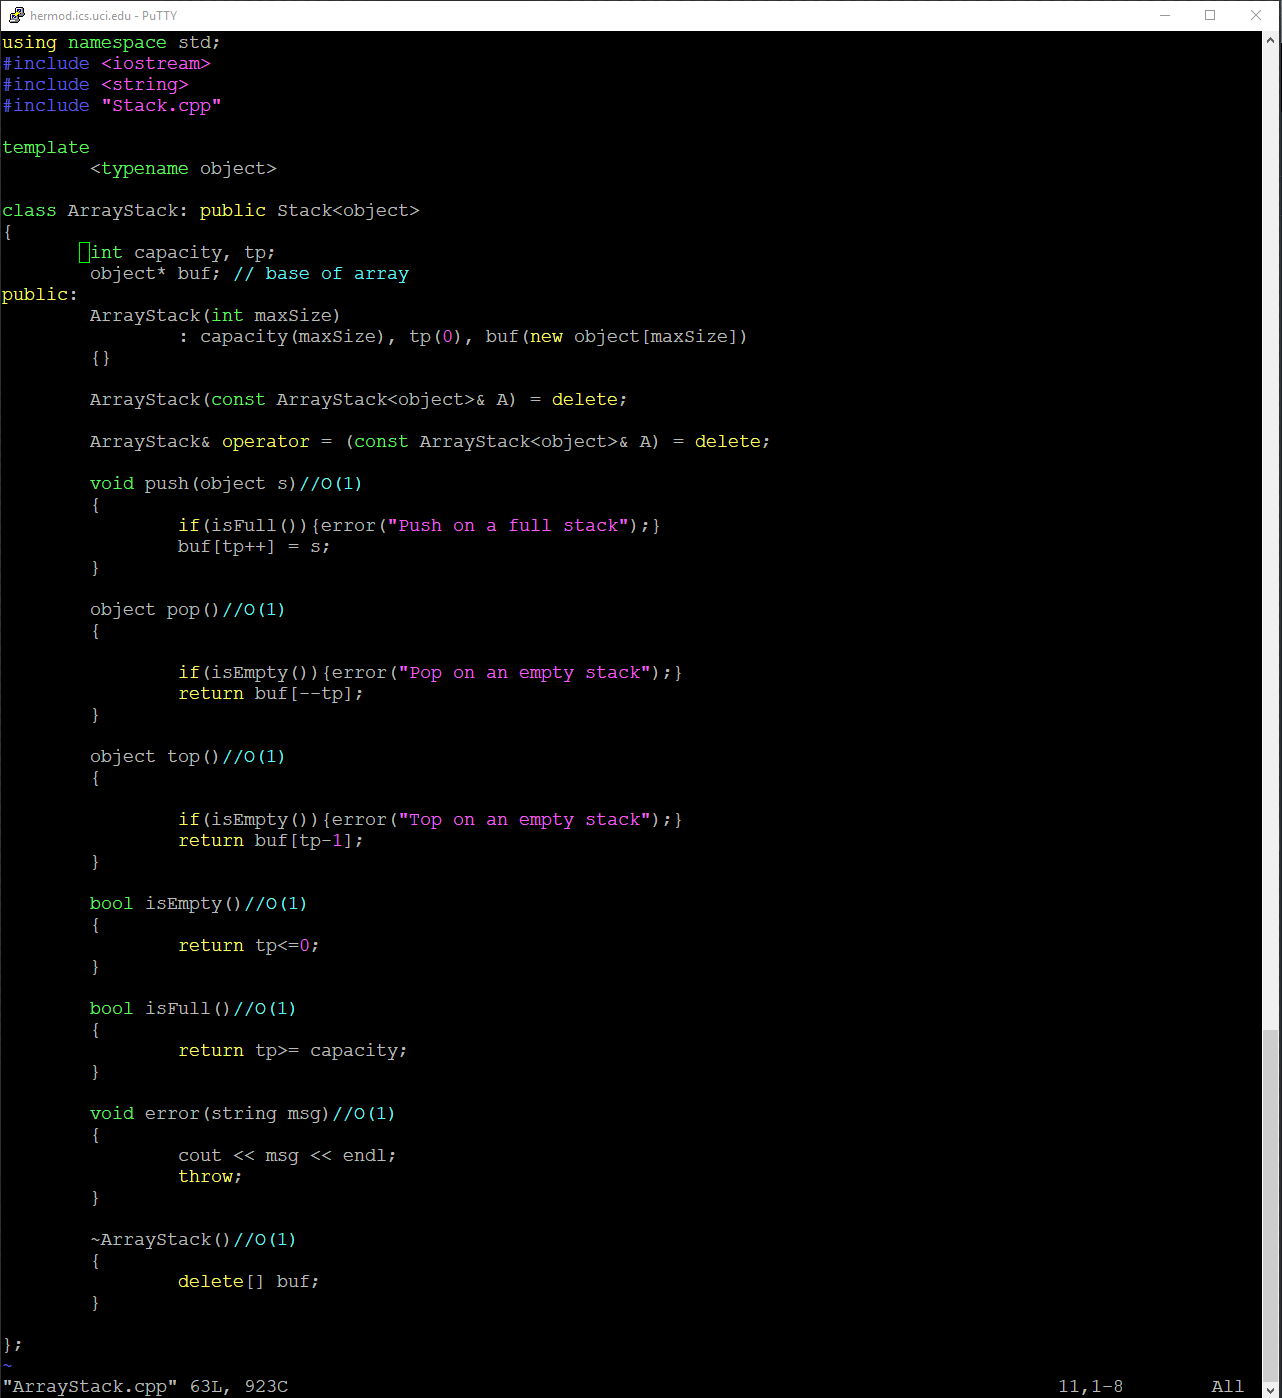 hermod.ics.uci.edu - PuTTY
using namespace std;
#include <iostream>
#include <string>
#include "Stack.cpp"

template
        <typename object>

class ArrayStack: public Stack<object>
{
        int capacity, tp;
        object* buf; // base of array
public:
        ArrayStack(int maxSize)
                : capacity(maxSize), tp(0), buf(new object[maxSize])
        {}

        ArrayStack(const ArrayStack<object>& A) = delete;

        ArrayStack& operator = (const ArrayStack<object>& A) = delete;

        void push(object s)//O(1)
        {
                if(isFull()){error("Push on a full stack");}
                buf[tp++] = s;
        }

        object pop()//O(1)
        {

                if(isEmpty()){error("Pop on an empty stack");}
                return buf[--tp];
        }

        object top()//O(1)
        {

                if(isEmpty()){error("Top on an empty stack");}
                return buf[tp-1];
        }

        bool isEmpty()//O(1)
        {
                return tp<=0;
        }

        bool isFull()//O(1)
        {
                return tp>= capacity;
        }

        void error(string msg)//O(1)
        {
                cout << msg << endl;
                throw;
        }

        ~ArrayStack()//O(1)
        {
                delete[] buf;
        }

};
~
"ArrayStack.cpp" 63L, 923C 11,1-8 All